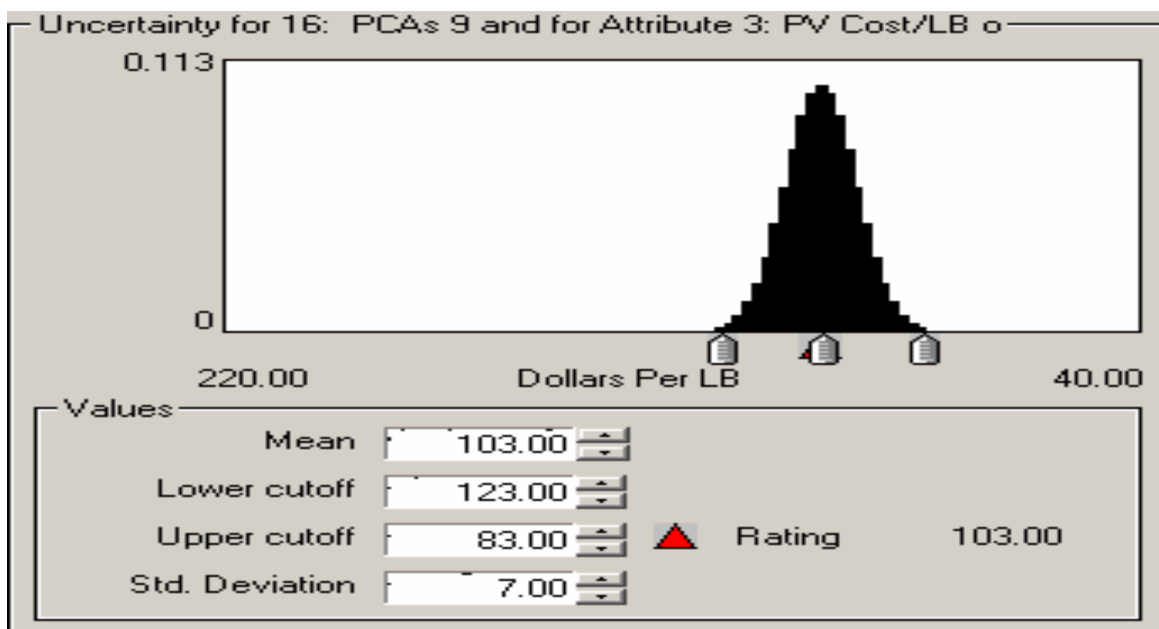 Uncertainty for 16: PCAs 9 and for Attribute 3: PV Cost/LB o
0.113
0
220.00 Dollars Per LB 40.00
Values
Mean 103.00
Lower cutoff 123.00
Upper cutoff 83.00 Rating 103.00
Std. Deviation 7.00